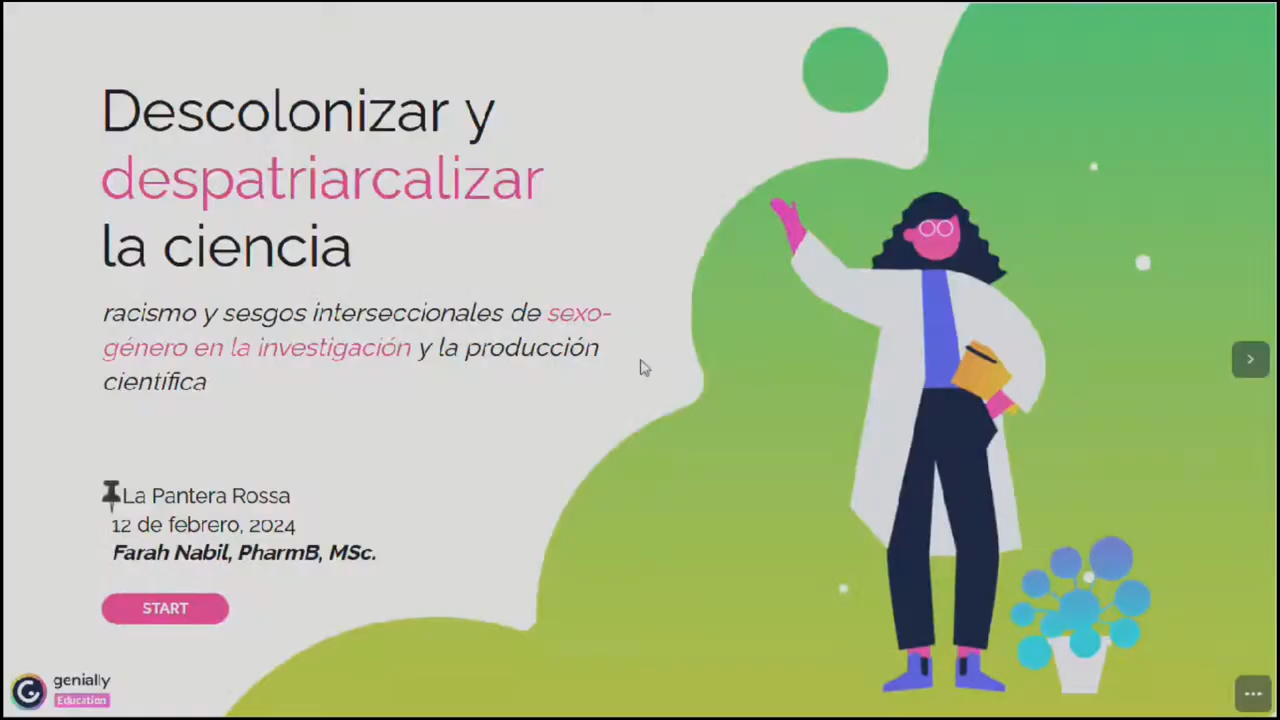 Descolonizar y
despatriarcalizar
la ciencia
racismo y sesgos interseccionales de sexo-
género en la investigación y la producción
científica
La Pantera Rossa
12 de febrero, 2024
Farah Nabil, PharmB, MSc.
START
genially
Education